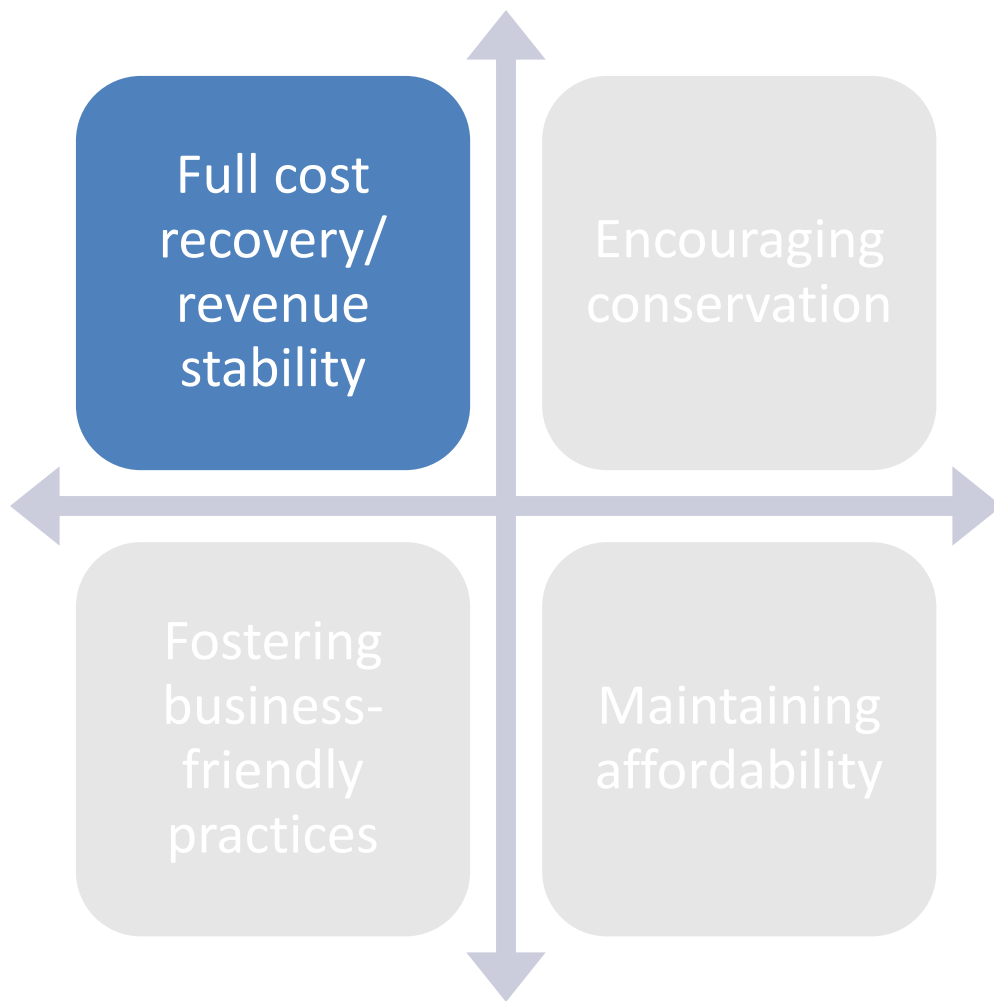 Full cost
recovery/
revenue
stability
Encouraging
conservation
Fostering
business-
friendly
practices
Maintaining
affordability